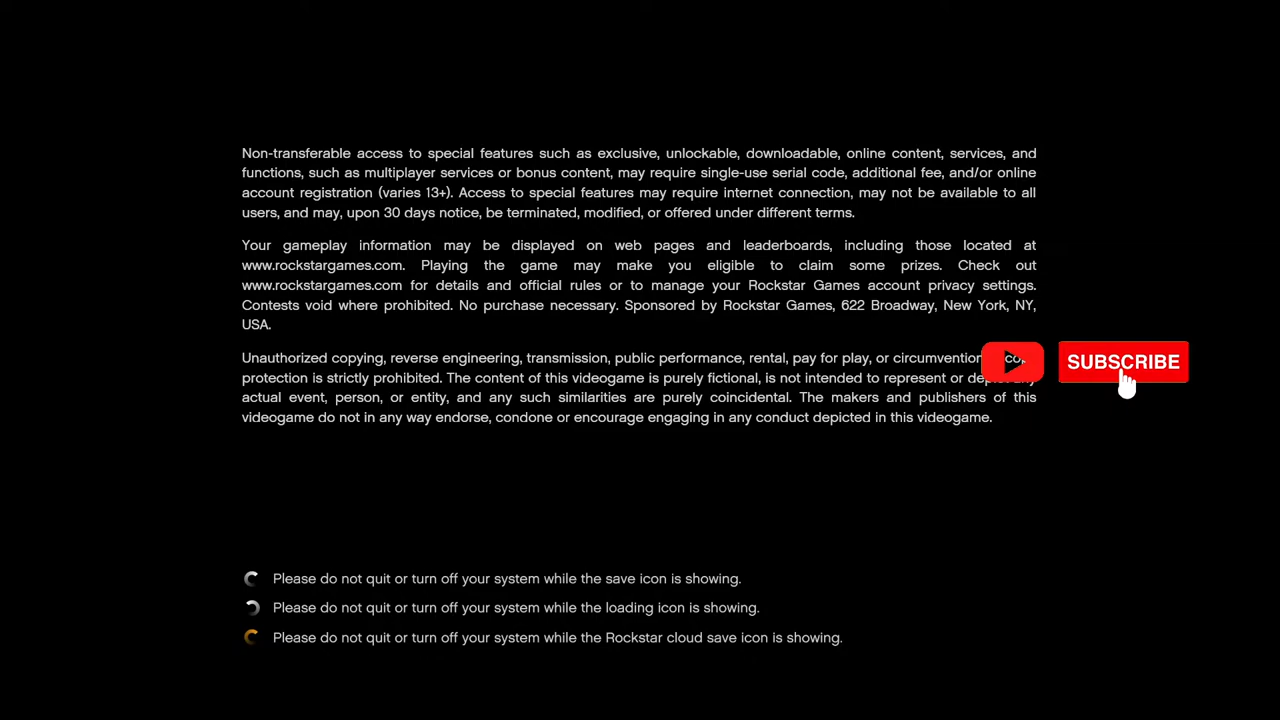 Non-transferable access to special features such as exclusive, unlockable, downloadable, online content, services, and
functions, such as multiplayer services or bonus content, may require single-use serial code, additional fee, and/or online
account registration (varies 13+). Access to special features may require internet connection, may not be available to all
users, and may, upon 30 days notice, be terminated, modified, or offered under different terms.
Your gameplay information may be displayed on web pages and leaderboards, including those located at
www.rockstargames.com. Playing the game may make you eligible to claim some prizes. Check out
www.rockstargames.com for details and official rules or to manage your Rockstar Games account privacy settings.
Contests void where prohibited. No purchase necessary. Sponsored by Rockstar Games, 622 Broadway, New York, NY,
USA.
Unauthorized copying, reverse engineering, transmission, public performance, rental, pay for play, or circumvention
protection is strictly prohibited. The content of this videogame is purely fictional, is not intended to represent or
actual event, person, or entity, and any such similarities are purely coincidental. The makers and publishers of this
videogame do not in any way endorse, condone or encourage engaging in any conduct depicted in this videogame.
SUBSCRIBE
Please do not quit or turn off your system while the save icon is showing.
Please do not quit or turn off your system while the loading icon is showing.
Please do not quit or turn off your system while the Rockstar cloud save icon is showing.